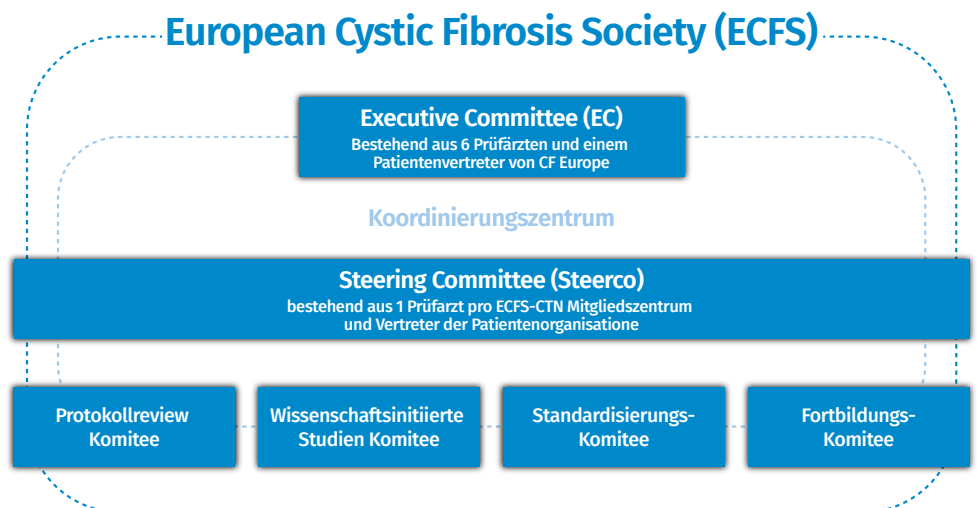 European Cystic Fibrosis Society (ECFS)
Executive Committee (EC)
Bestehend aus 6 Prüfärzten und einem
Patientenvertreter von CF Europe
Koordinierungszentrum
Steering Committee (Steerco)
bestehend aus 1 Prüfarzt pro ECFS-CTN Mitgliedszentrum
und Vertreter der Patientenorganisatione
Protokollreview
Komitee
Wissenschaftsinitiierte
Studien Komitee
Standardisierungs-
Komitee
Fortbildungs-
Komitee